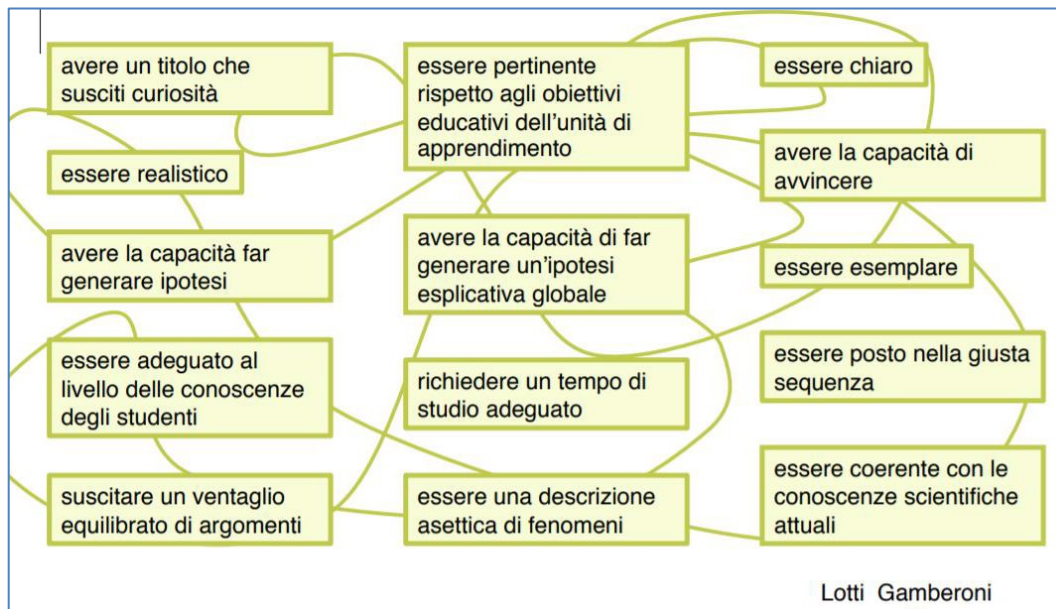 avere un titolo che
susciti curiosità
essere realistico
avere la capacità far
generare ipotesi
essere adeguato al
livello delle conoscenze
degli studenti
suscitare un ventaglio
equilibrato di argomenti
essere pertinente
rispetto agli obiettivi
educativi dell'unità di
apprendimento
avere la capacità di far
generare un'ipotesi
esplicativa globale
richiedere un tempo di
studio adeguato
essere una descrizione
asettica di fenomeni
essere chiaro
avere la capacità di
avvincere
essere esemplare
essere posto nella giusta
sequenza
essere coerente con le
conoscenze scientifiche
attuali
Lotti Gamberoni